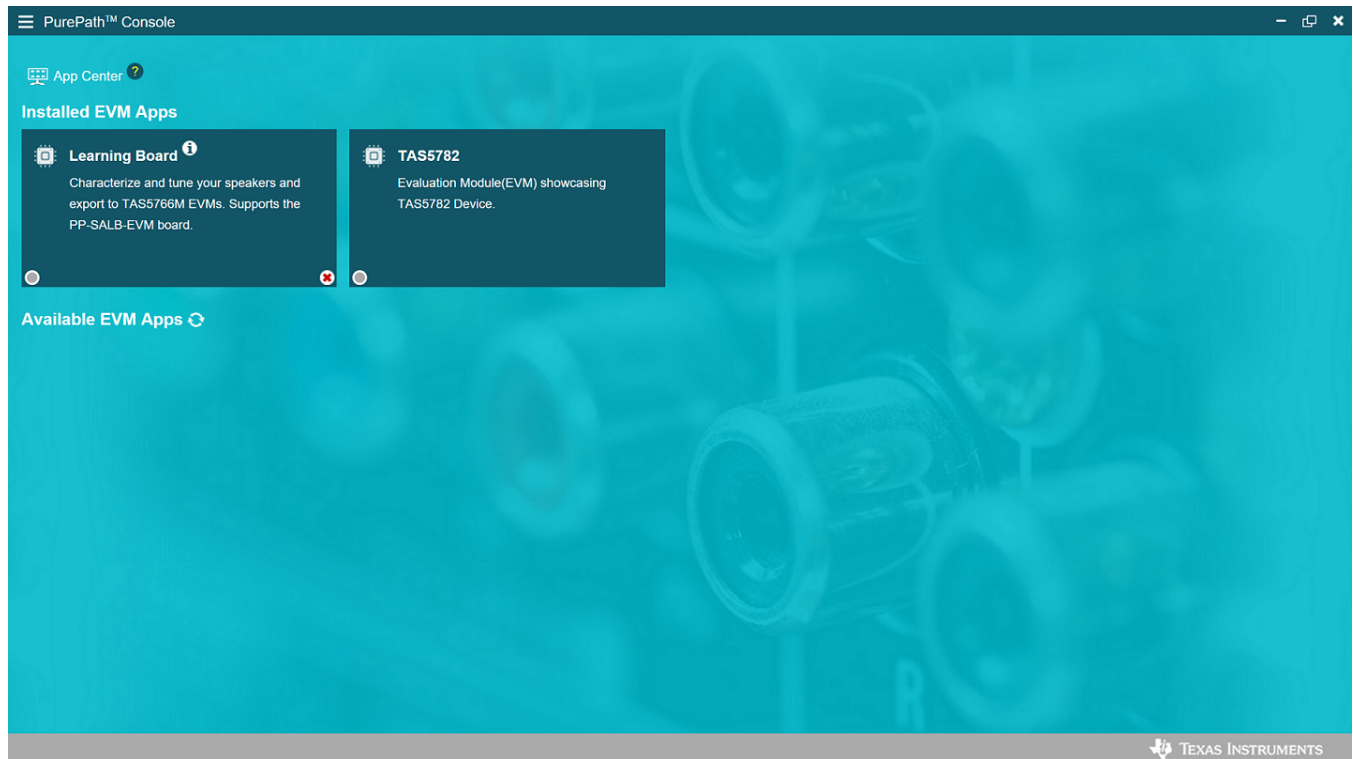 PurePath™ Console
App Center ?
Installed EVM Apps
Learning Board i
Characterize and tune your speakers and
export to TAS5766M EVMs. Supports the
PP-SALB-EVM board.
TAS5782
Evaluation Module(EVM) showcasing
TAS5782 Device.
Available EVM Apps
R
TEXAS INSTRUMENTS